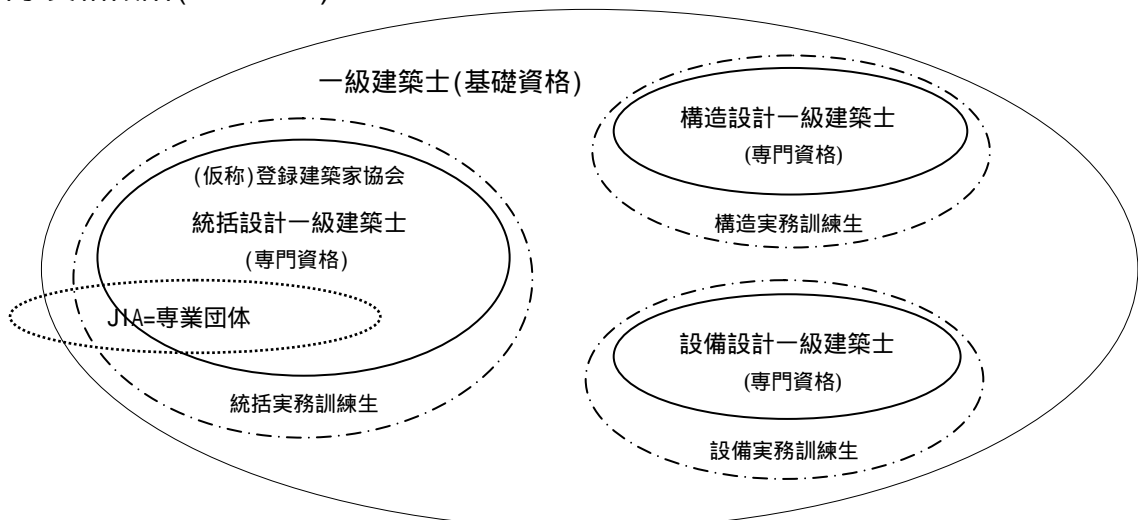 一級建築士(基礎資格)
(仮称)登録建築家協会
統括設計一級建築士
(専門資格)
JIA=専業団体
統括実務訓練生
構造設計一級建築士
(専門資格)
構造実務訓練生
設備設計一級建築士
(専門資格)
設備実務訓練生